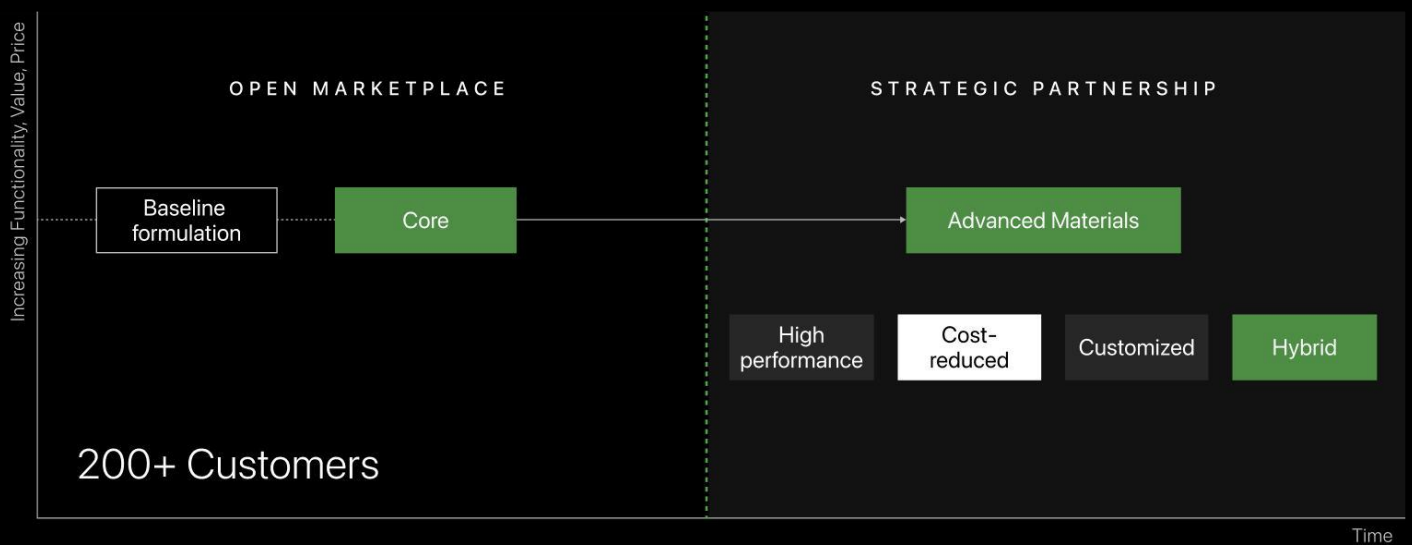 Increasing Functionality, Value, Price
OPEN MARKETPLACE
STRATEGIC PARTNERSHIP
Baseline
formulation
Core
Advanced Materials
High
performance
Cost-
reduced
Customized
Hybrid
200+ Customers
Time